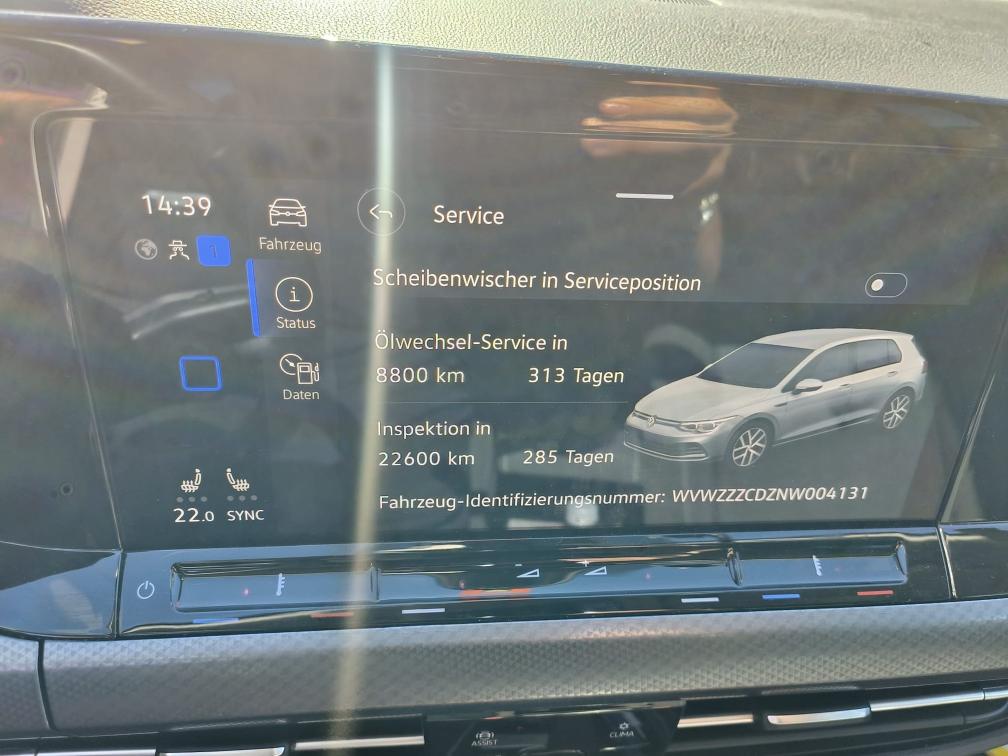 14:39
Fahrzeug
Service
Scheibenwischer in Serviceposition
Status
Ölwechsel-Service in
8800 km 313 Tagen
Daten
Inspektion in
22600 km 285 Tagen
Fahrzeug-Identifizierungsnummer: WVWZZZCDZNW004131
22.0 SYNC
ASSIST
CLIMA